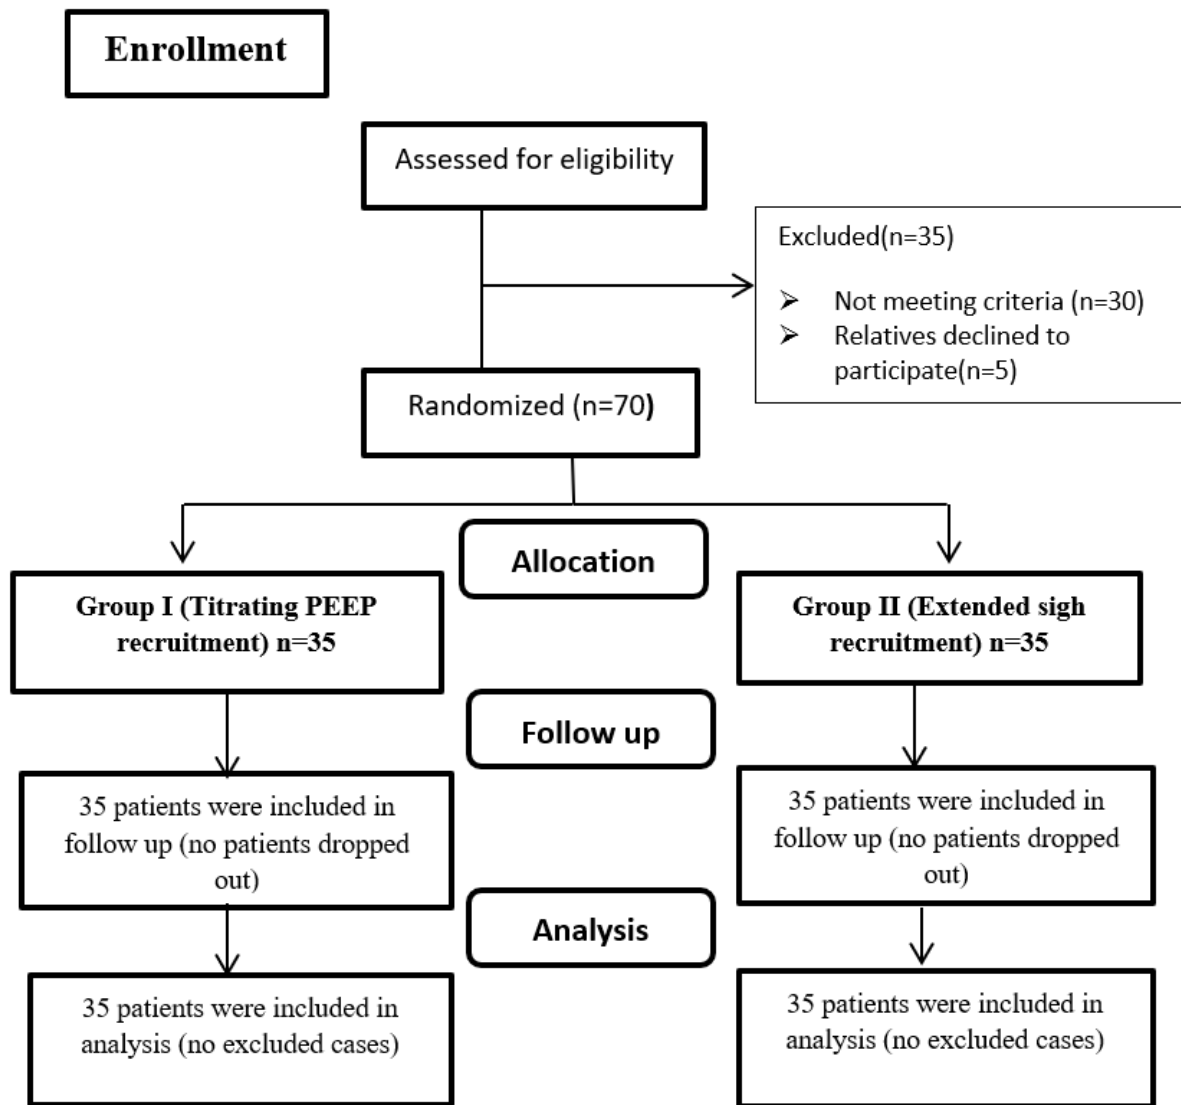 Enrollment
Assessed for eligibility
Excluded(n=35)
➢ Not meeting criteria (n=30)
➢ Relatives declined to
participate(n=5)
Randomized (n=70)
Allocation
Group I (Titrating PEEP
recruitment) n=35
Group II (Extended sigh
recruitment) n=35
Follow up
35 patients were included in
follow up (no patients dropped
out)
35 patients were included in
follow up (no patients dropped
out)
Analysis
35 patients were included in
analysis (no excluded cases)
35 patients were included in
analysis (no excluded cases)